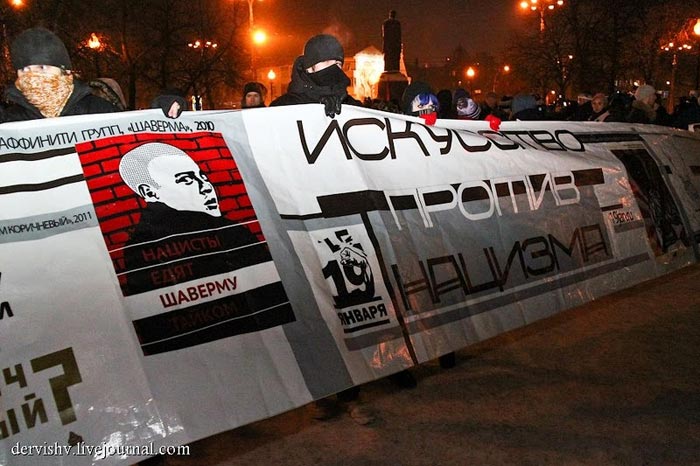 АФФИНИТИ ГРУПП, «ШАВЕРМА», 2010
М КОРИЧНЕВЫЙ», 2011
НАЦИСТЫ
ЕДЯТ
ШАВЕРМУ
ТАЙКОМ
?
ИСКУССТВО
ПРОТИВ
НАЦИЗМА
19
ЯНВАРЯ
dervishv.livejournal.com